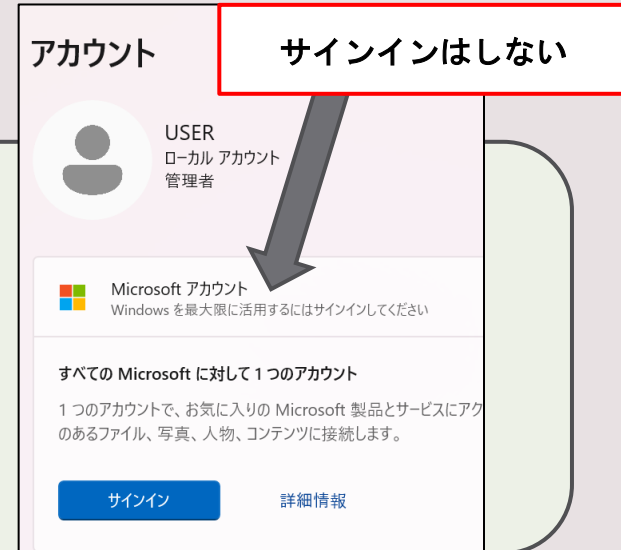 アカウント
サインインはしない
USER
ローカル アカウント
管理者
Microsoft アカウント
Windows を最大限に活用するにはサインインしてください
すべての Microsoft に対して 1 つのアカウント
1 つのアカウントで、お気に入りの Microsoft 製品とサービスにアク
のあるファイル、写真、人物、コンテンツに接続します。
サインイン
詳細情報